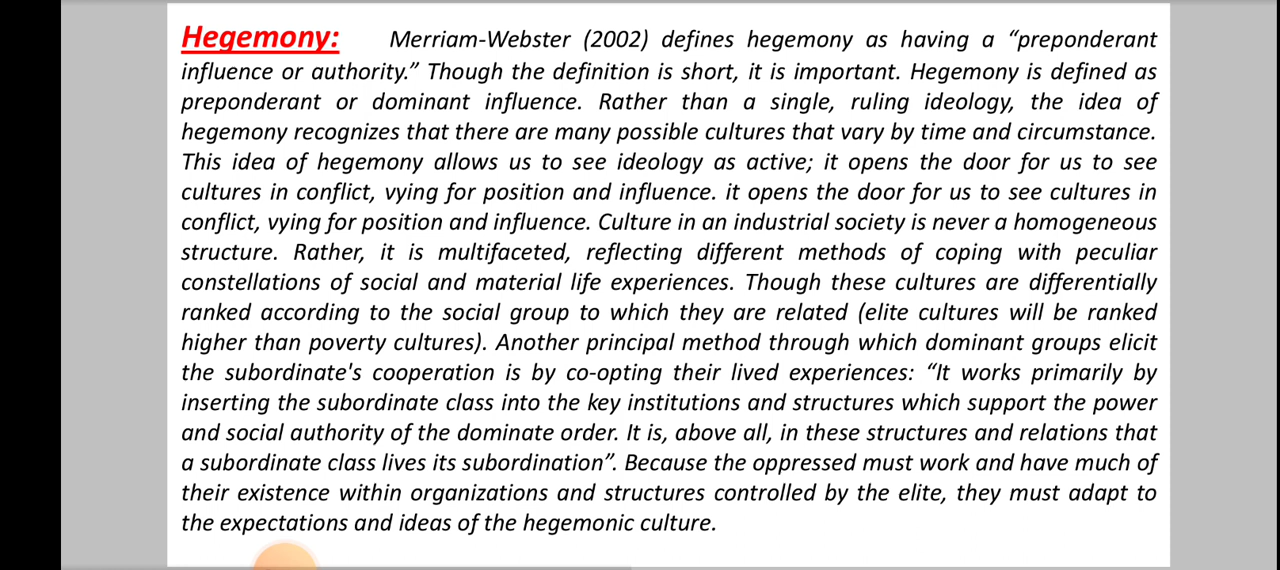 Hegemony: Merriam-Webster (2002) defines hegemony as having a “preponderant
influence or authority.” Though the definition is short, it is important. Hegemony is defined as
preponderant or dominant influence. Rather than a single, ruling ideology, the idea of
hegemony recognizes that there are many possible cultures that vary by time and circumstance.
This idea of hegemony allows us to see ideology as active; it opens the door for us to see
cultures in conflict, vying for position and influence. it opens the door for us to see cultures in
conflict, vying for position and influence. Culture in an industrial society is never a homogeneous
structure. Rather, it is multifaceted, reflecting different methods of coping with peculiar
constellations of social and material life experiences. Though these cultures are differentially
ranked according to the social group to which they are related (elite cultures will be ranked
higher than poverty cultures). Another principal method through which dominant groups elicit
the subordinate's cooperation is by co-opting their lived experiences: “It works primarily by
inserting the subordinate class into the key institutions and structures which support the power
and social authority of the dominate order. It is, above all, in these structures and relations that
a subordinate class lives its subordination”. Because the oppressed must work and have much of
their existence within organizations and structures controlled by the elite, they must adapt to
the expectations and ideas of the hegemonic culture.